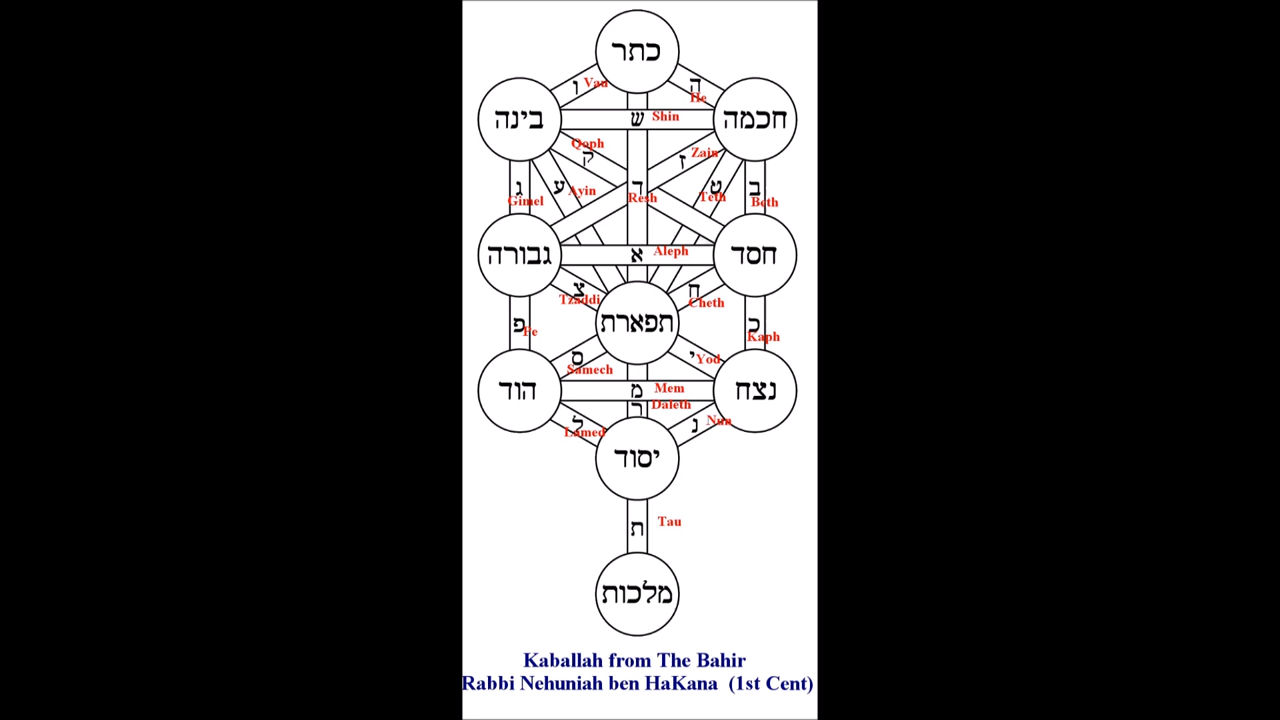 כתר
ו Vau
ה He
בינה
ש Shin
חכמה
Qoph ק
ז Zain
ג Gimel
ע Ayin
ד Resh
ט Teth
ב Beth
גבורה
א Aleph
חסד
צ Tzaddi
ח Cheth
תפארת
פ Pe
כ Kaph
ס Samech
י Yod
הוד
מ Mem
נצח
ר Daleth
ל Lamed
נ Nun
יסוד
ת Tau
מלכות
Kaballah from The Bahir
Rabbi Nehuniah ben HaKana (1st Cent)